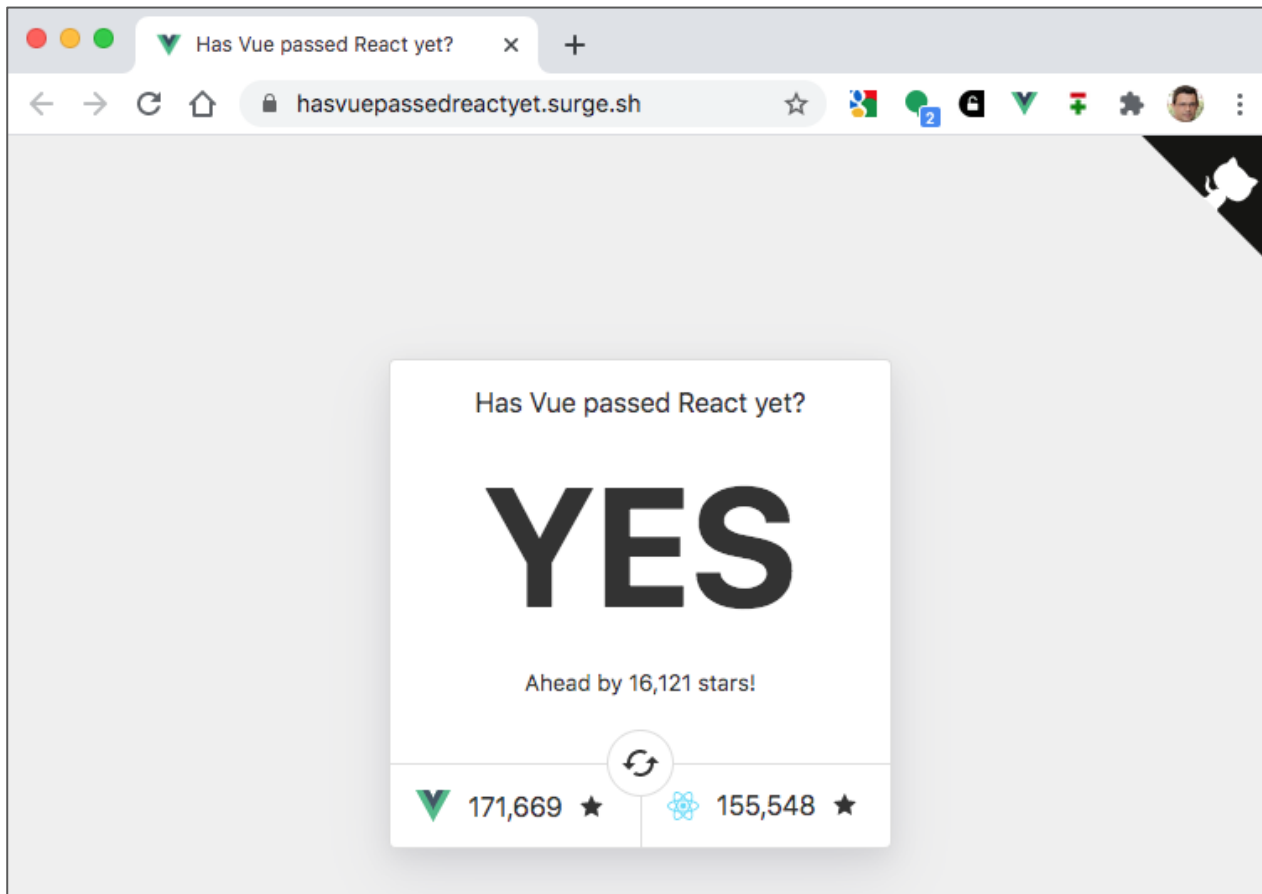 Has Vue passed React yet?
hasvuepassedreactyet.surge.sh
2
Has Vue passed React yet?
YES
Ahead by 16,121 stars!
171,669
155,548